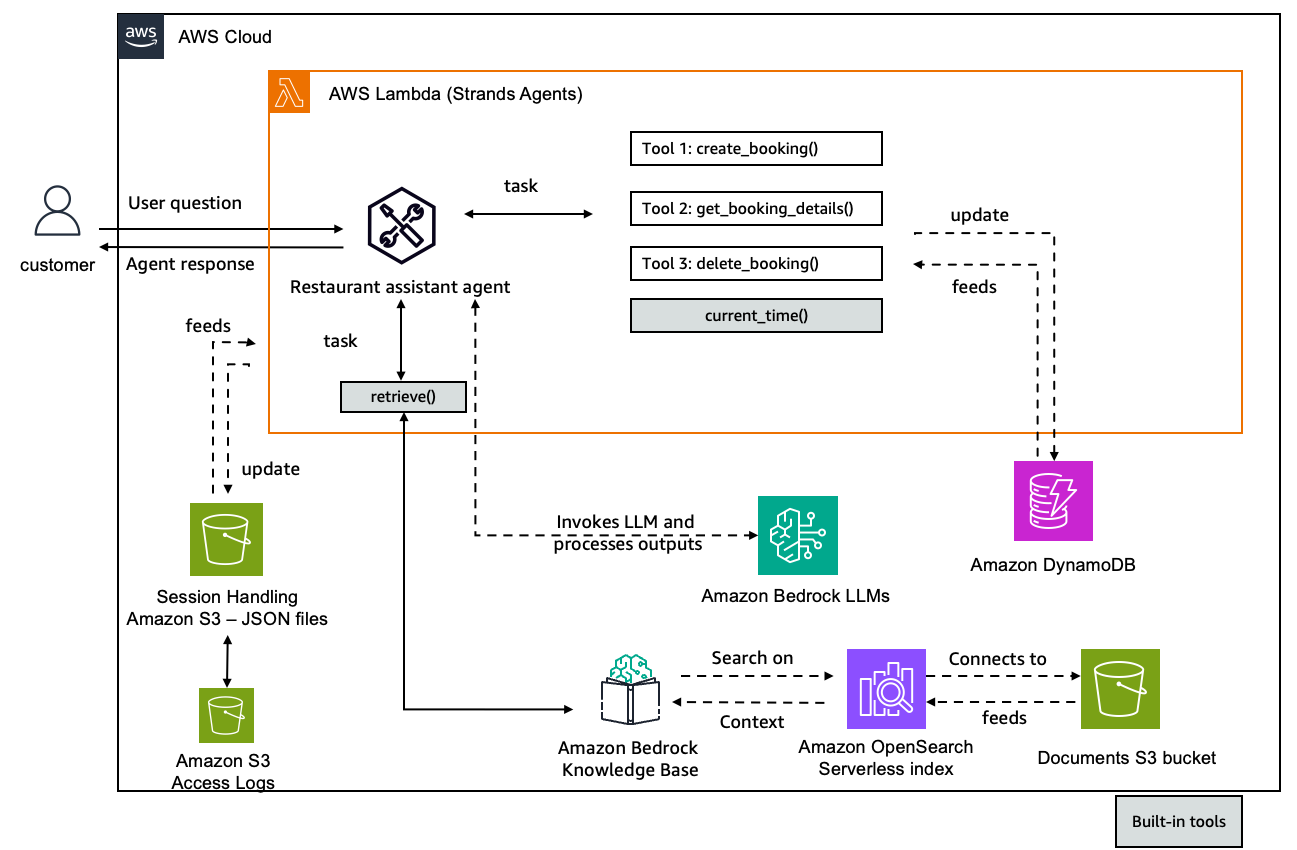 aws
AWS Cloud
AWS Lambda (Strands Agents)
Tool 1: create_booking()
task
User question
Tool 2: get_booking_details()
update
customer
Agent response
Tool 3: delete_booking()
feeds
Restaurant assistant agent
current_time()
feeds
task
retrieve()
update
Invokes LLM and
processes outputs
Amazon DynamoDB
Session Handling
Amazon S3 – JSON files
Amazon Bedrock LLMs
Search on
Connects to
Context
feeds
Amazon Bedrock
Knowledge Base
Amazon OpenSearch
Serverless index
Documents S3 bucket
Amazon S3
Access Logs
Built-in tools